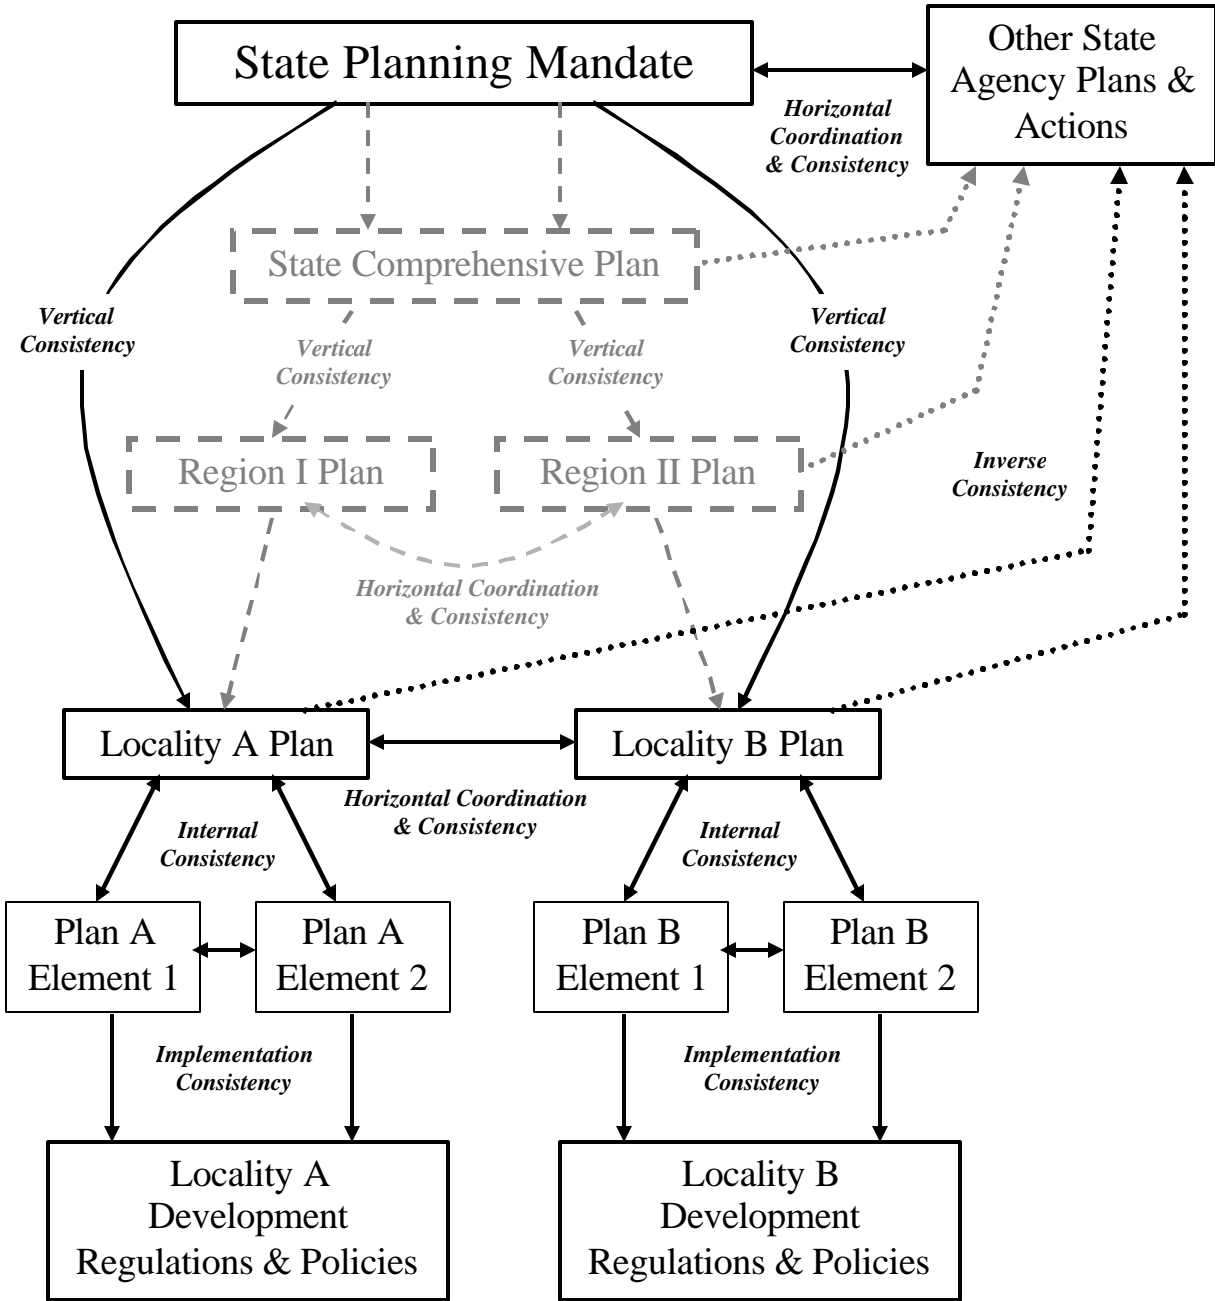 State Planning Mandate
Other State
Agency Plans &
Actions
Horizontal
Coordination
& Consistency
State Comprehensive Plan
Vertical
Consistency
Vertical
Consistency
Vertical
Consistency
Vertical
Consistency
Region I Plan
Region II Plan
Inverse
Consistency
Horizontal Coordination
& Consistency
Locality A Plan
Locality B Plan
Horizontal Coordination
& Consistency
Internal
Consistency
Internal
Consistency
Plan A
Element 1
Plan A
Element 2
Plan B
Element 1
Plan B
Element 2
Implementation
Consistency
Implementation
Consistency
Locality A
Development
Regulations & Policies
Locality B
Development
Regulations & Policies